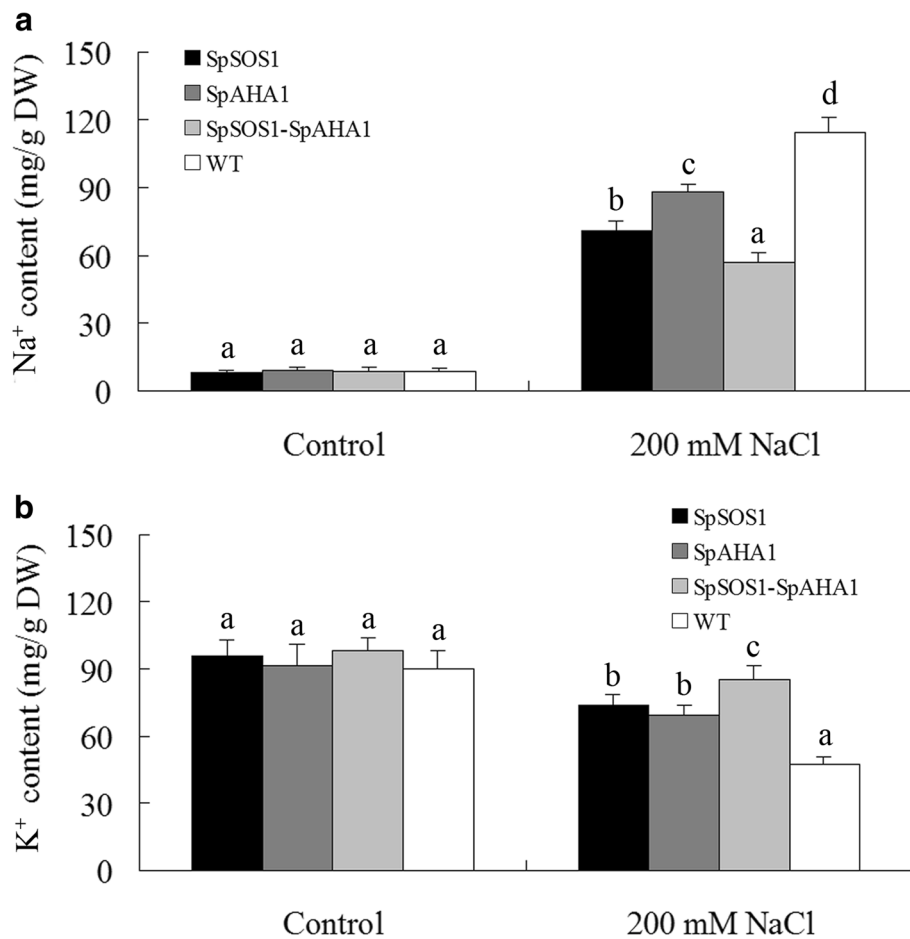 a
Na⁺ content (mg/g DW)
150
120
90
60
30
0
SpSOS1
SpAHA1
SpSOS1-SpAHA1
WT
a a a a
b c a d
Control 200 mM NaCl
b
K⁺ content (mg/g DW)
150
120
90
60
30
0
SpSOS1
SpAHA1
SpSOS1-SpAHA1
WT
a a a a
b b c a
Control 200 mM NaCl